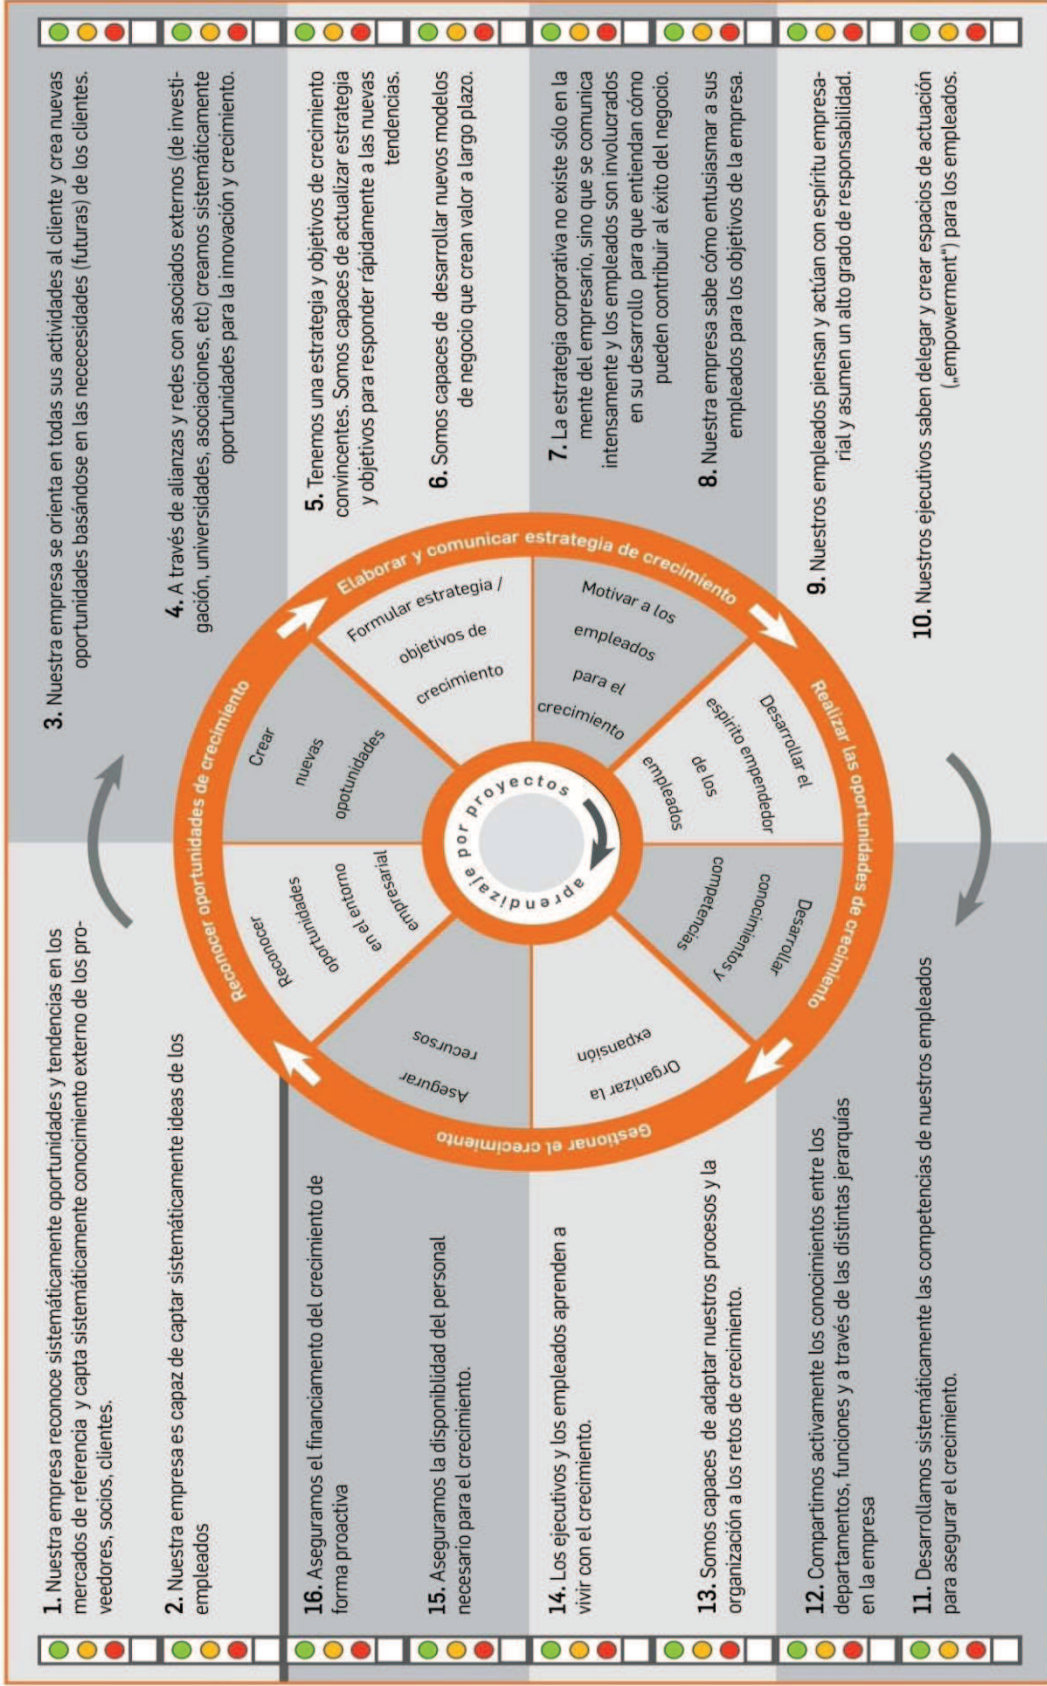 1. Nuestra empresa reconoce sistemáticamente oportunidades y tendencias en los
mercados de referencia y capta sistemáticamente conocimiento externo de los pro-
veedores, socios, clientes.
2. Nuestra empresa es capaz de captar sistemáticamente ideas de los
empleados
3. Nuestra empresa se orienta en todas sus actividades al cliente y crea nuevas
oportunidades basándose en las nececidades (futuras) de los clientes.
4. A través de alianzas y redes con asociados externos (de investi-
gación, universidades, asociaciones, etc) creamos sistemáticamente
oportunidades para la innovación y crecimiento.
5. Tenemos una estrategia y objetivos de crecimiento
convincentes. Somos capaces de actualizar estrategia
y objetivos para responder rápidamente a las nuevas
tendencias.
6. Somos capaces de desarrollar nuevos modelos
de negocio que crean valor a largo plazo.
7. La estrategia corporativa no existe sólo en la
mente del empresario, sino que se comunica
intensamente y los empleados son involucrados
en su desarrollo para que entiendan cómo
pueden contribuir al éxito del negocio.
8. Nuestra empresa sabe cómo entusiasmar a sus
empleados para los objetivos de la empresa.
9. Nuestros empleados piensan y actúan con espíritu empresa-
rial y asumen un alto grado de responsabilidad.
10. Nuestros ejecutivos saben delegar y crear espacios de actuación
(„empowerment") para los empleados.
11. Desarrollamos sistemáticamente las competencias de nuestros empleados
para asegurar el crecimiento.
12. Compartimos activamente los conocimientos entre los
departamentos, funciones y a través de las distintas jerarquías
en la empresa
13. Somos capaces de adaptar nuestros procesos y la
organización a los retos de crecimiento.
14. Los ejecutivos y los empleados aprenden a
vivir con el crecimiento.
15. Aseguramos la disponiblidad del personal
necesario para el crecimiento.
16. Aseguramos el financiamiento del crecimiento de
forma proactiva
Reconocer oportunidades de crecimiento
Elaborar y comunicar estrategia de crecimiento
Realizar las oportunidades de crecimiento
Gestionar el crecimiento
Reconocer
oportunidades
en el entorno
empresarial
Crear
nuevas
opotunidades
Formular estrategia /
objetivos de
crecimiento
Motivar a los
empleados
para el
crecimiento
Desarrollar el
espirito empendedor
de los
empleados
Desarrollar
conocimientos y
competencias
Organizar la
expansión
Asegurar
recursos
aprendizaje por proyectos